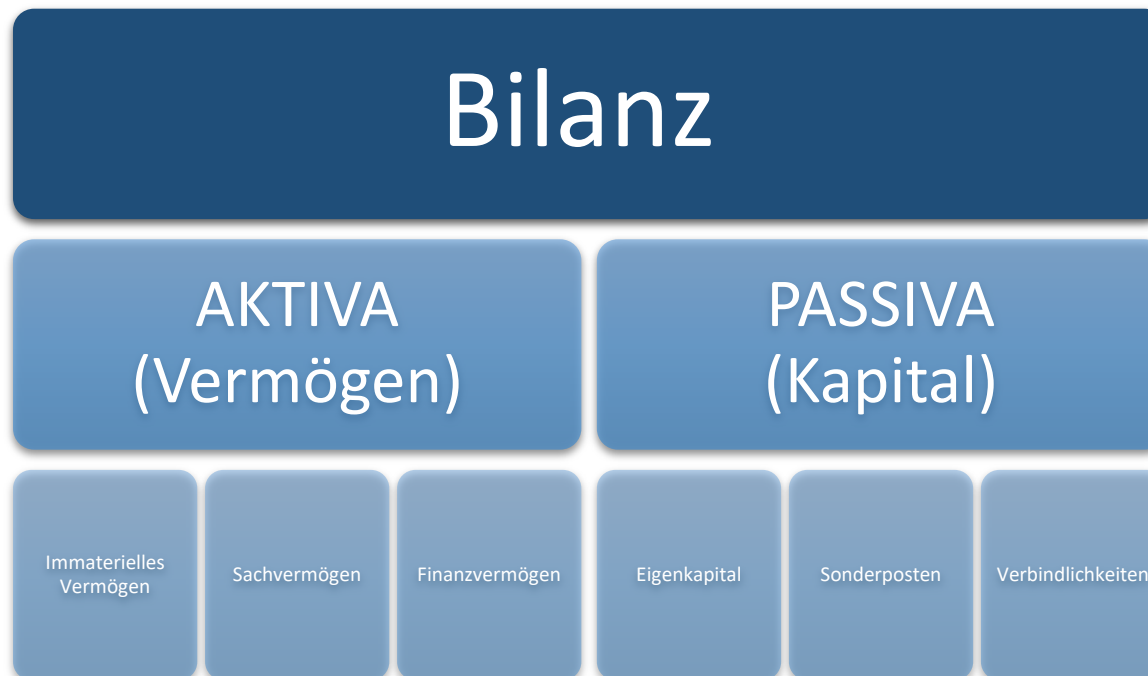 Bilanz
AKTIVA
(Vermögen)
PASSIVA
(Kapital)
Immaterielles
Vermögen
Sachvermögen
Finanzvermögen
Eigenkapital
Sonderposten
Verbindlichkeiten